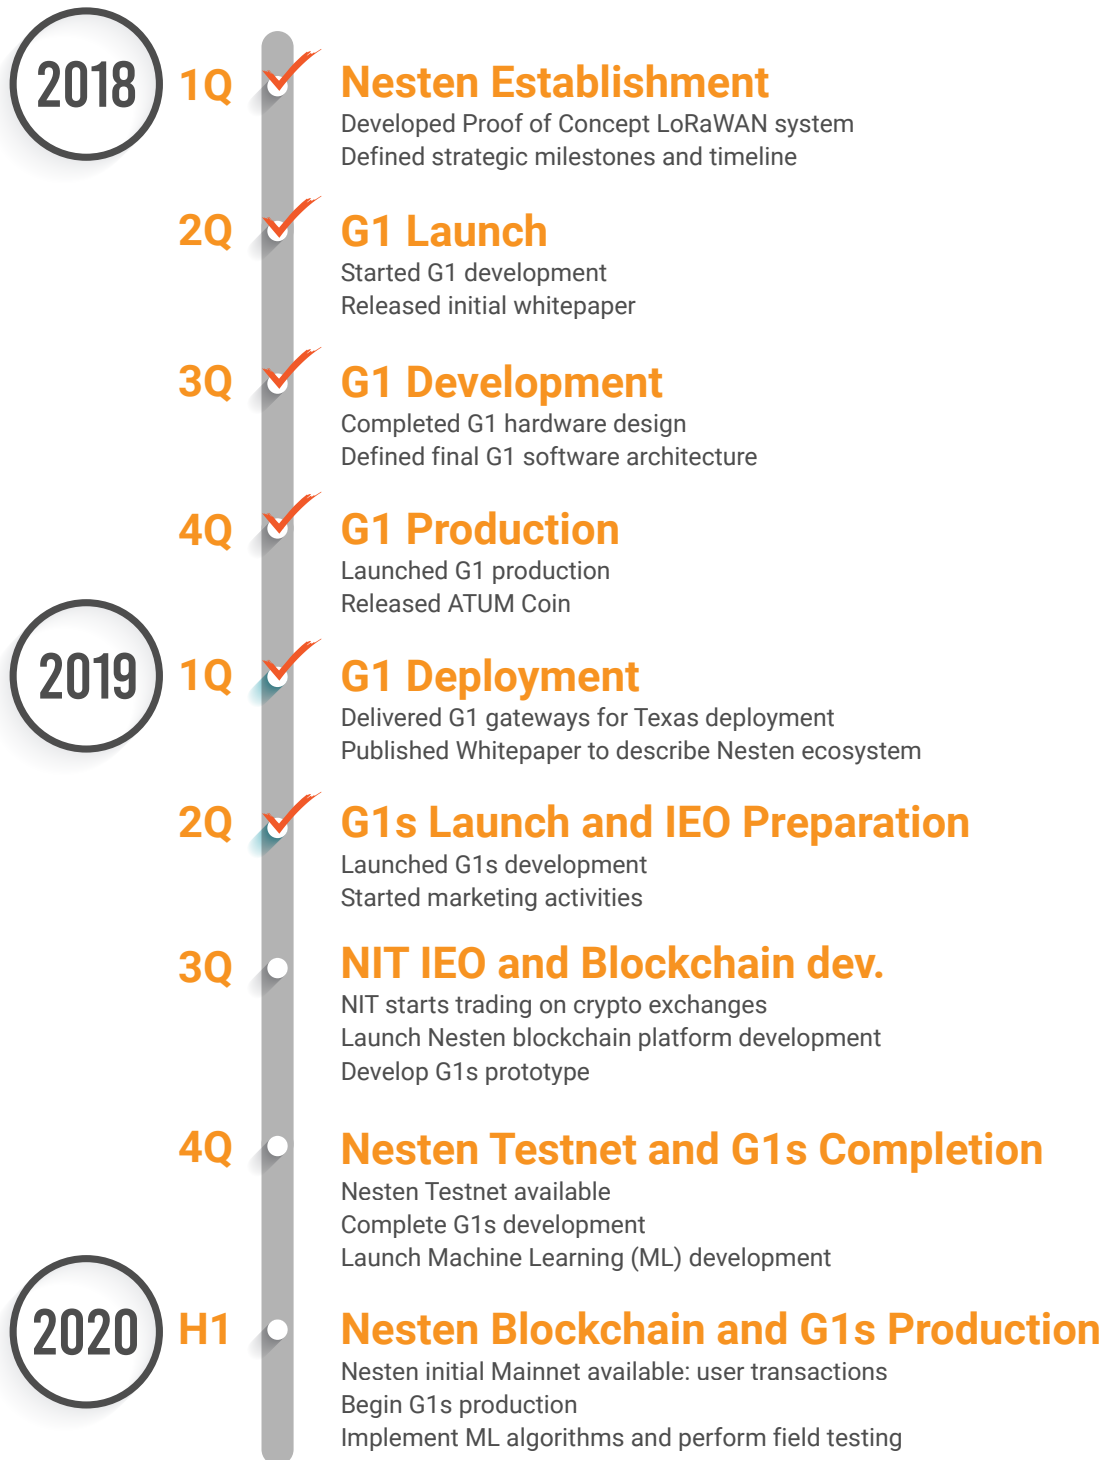 2018
1Q
Nesten Establishment
Developed Proof of Concept LoRaWAN system
Defined strategic milestones and timeline
2Q
G1 Launch
Started G1 development
Released initial whitepaper
3Q
G1 Development
Completed G1 hardware design
Defined final G1 software architecture
4Q
G1 Production
Launched G1 production
Released ATUM Coin
2019
1Q
G1 Deployment
Delivered G1 gateways for Texas deployment
Published Whitepaper to describe Nesten ecosystem
2Q
G1s Launch and IEO Preparation
Launched G1s development
Started marketing activities
3Q
NIT IEO and Blockchain dev.
NIT starts trading on crypto exchanges
Launch Nesten blockchain platform development
Develop G1s prototype
4Q
Nesten Testnet and G1s Completion
Nesten Testnet available
Complete G1s development
Launch Machine Learning (ML) development
2020
H1
Nesten Blockchain and G1s Production
Nesten initial Mainnet available: user transactions
Begin G1s production
Implement ML algorithms and perform field testing